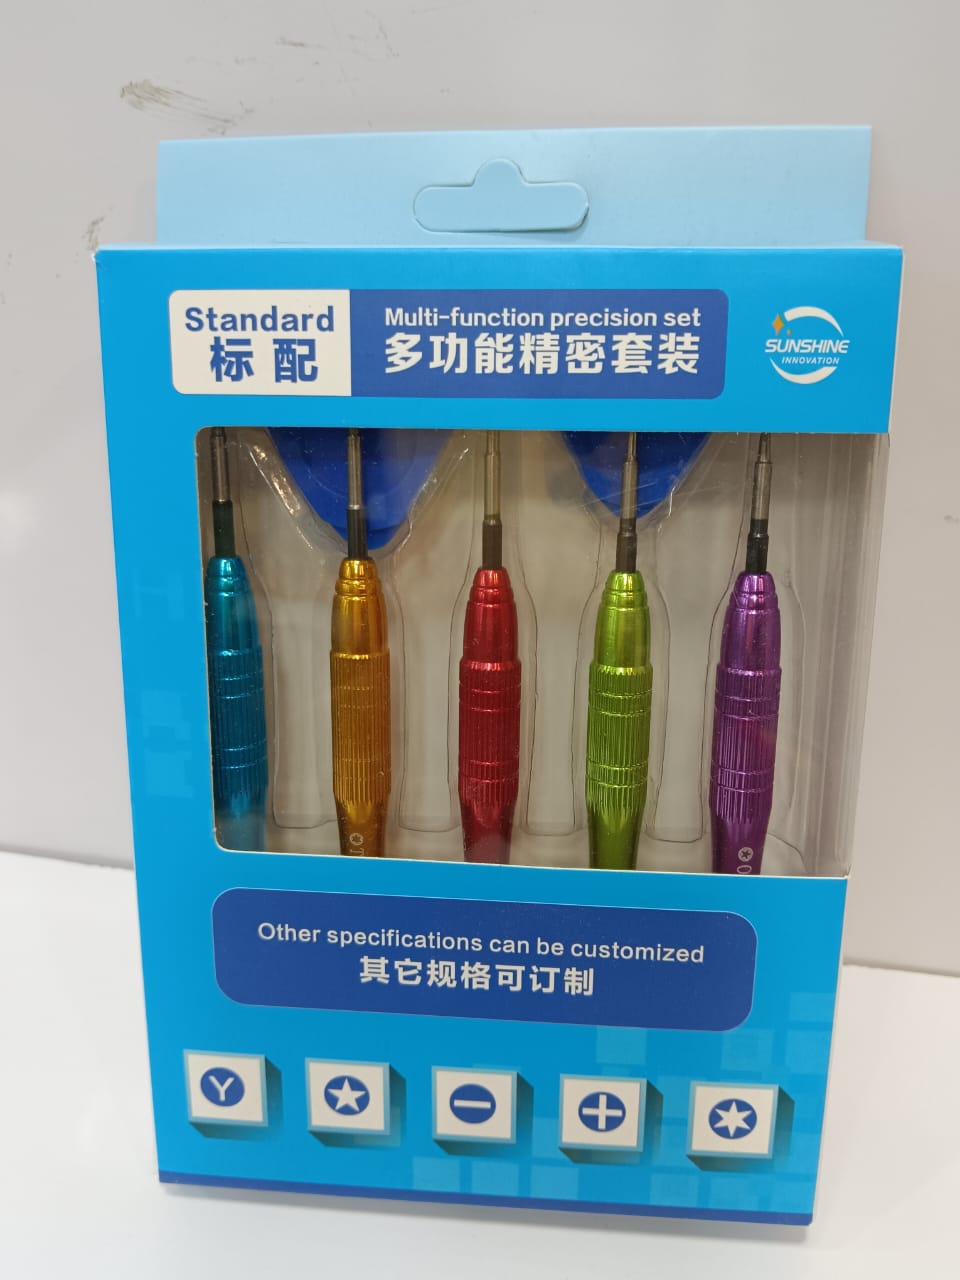 Standard
标配
Multi-function precision set
多功能精密套装
SUNSHINE
INNOVATION
Other specifications can be customized
其它规格可订制
Y